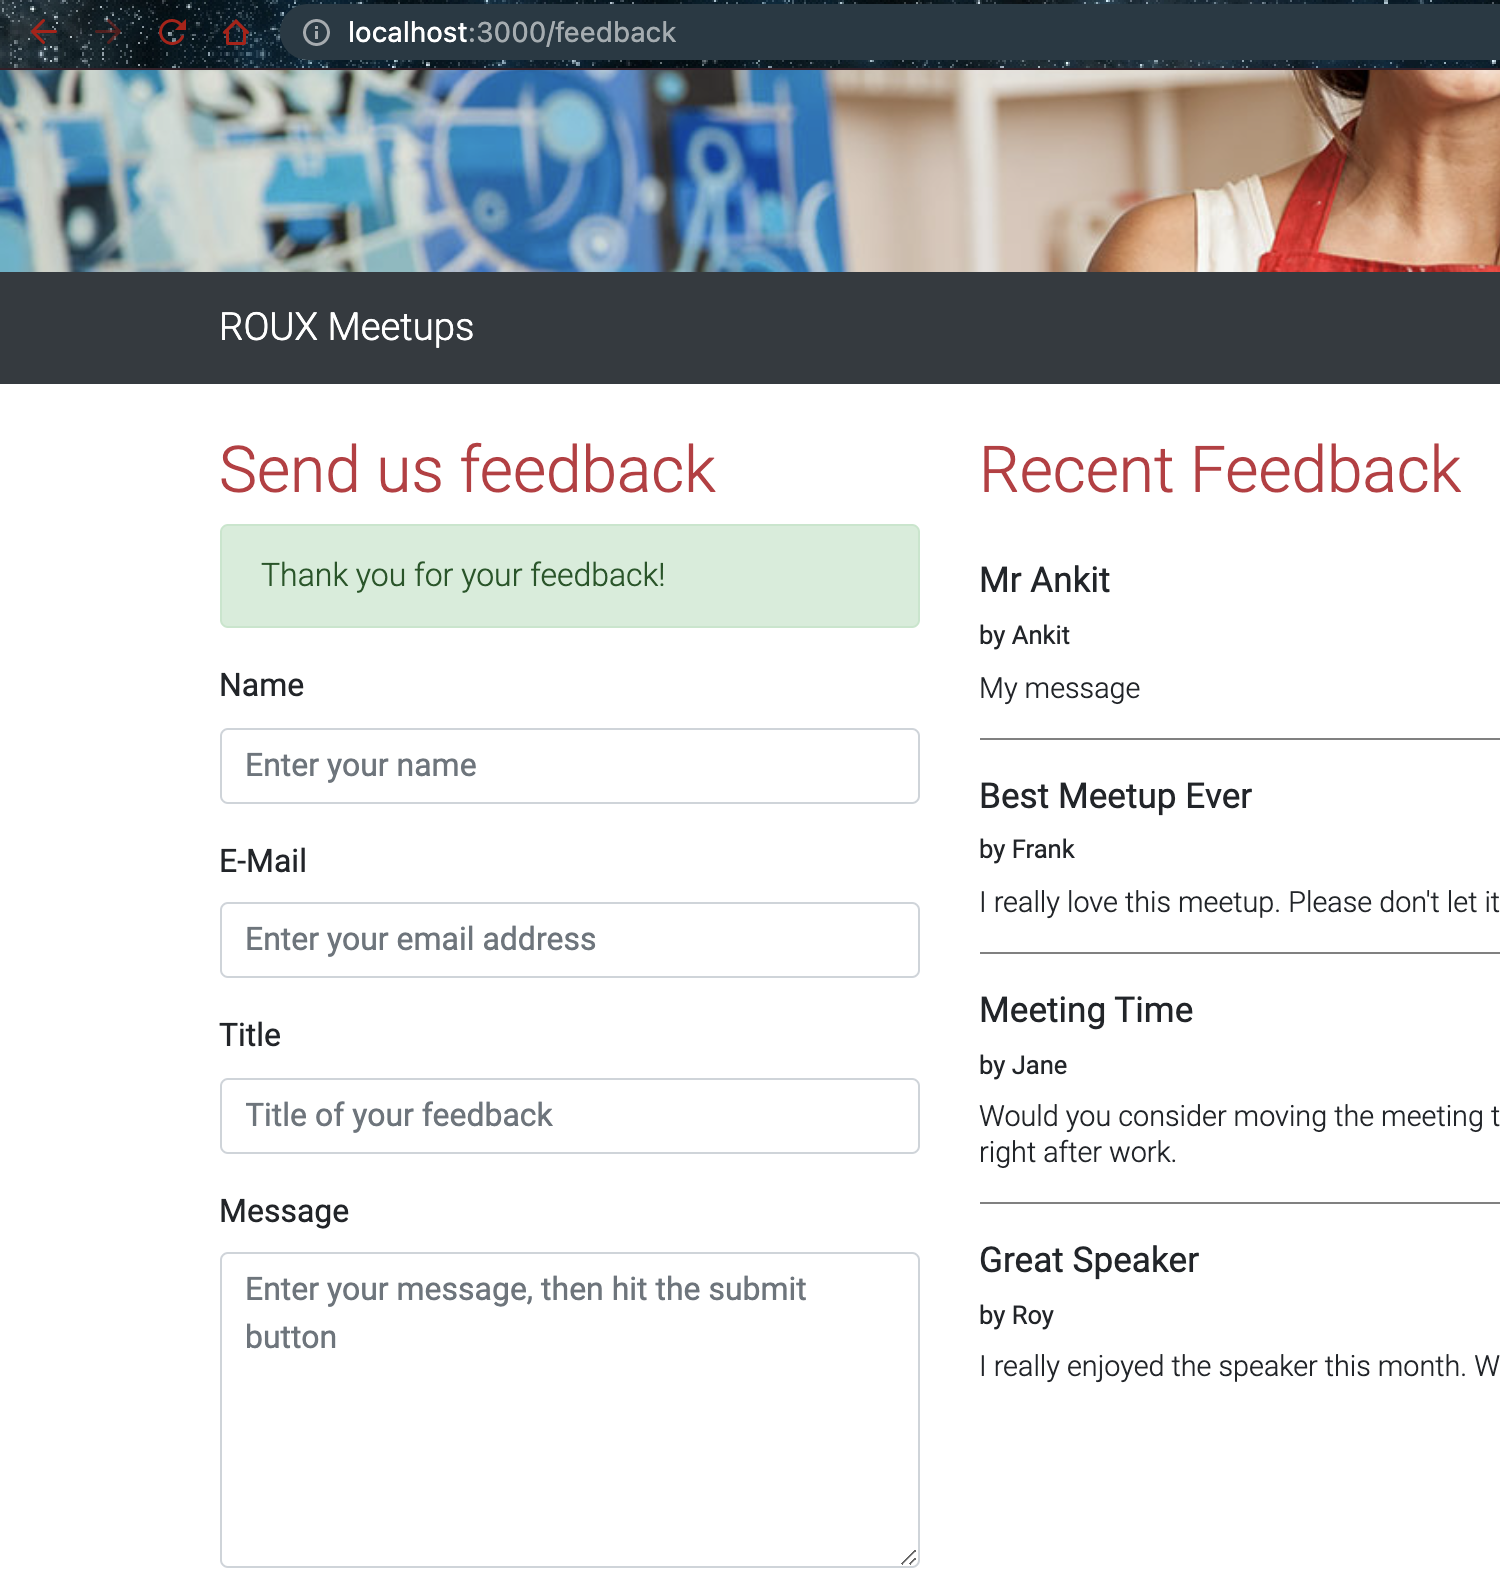 localhost:3000/feedback
ROUX Meetups
Send us feedback
Thank you for your feedback!
Name
Enter your name
E-Mail
Enter your email address
Title
Title of your feedback
Message
Enter your message, then hit the submit
button
Recent Feedback
Mr Ankit
by Ankit
My message
Best Meetup Ever
by Frank
I really love this meetup. Please don't let it
Meeting Time
by Jane
Would you consider moving the meeting t
right after work.
Great Speaker
by Roy
I really enjoyed the speaker this month. W